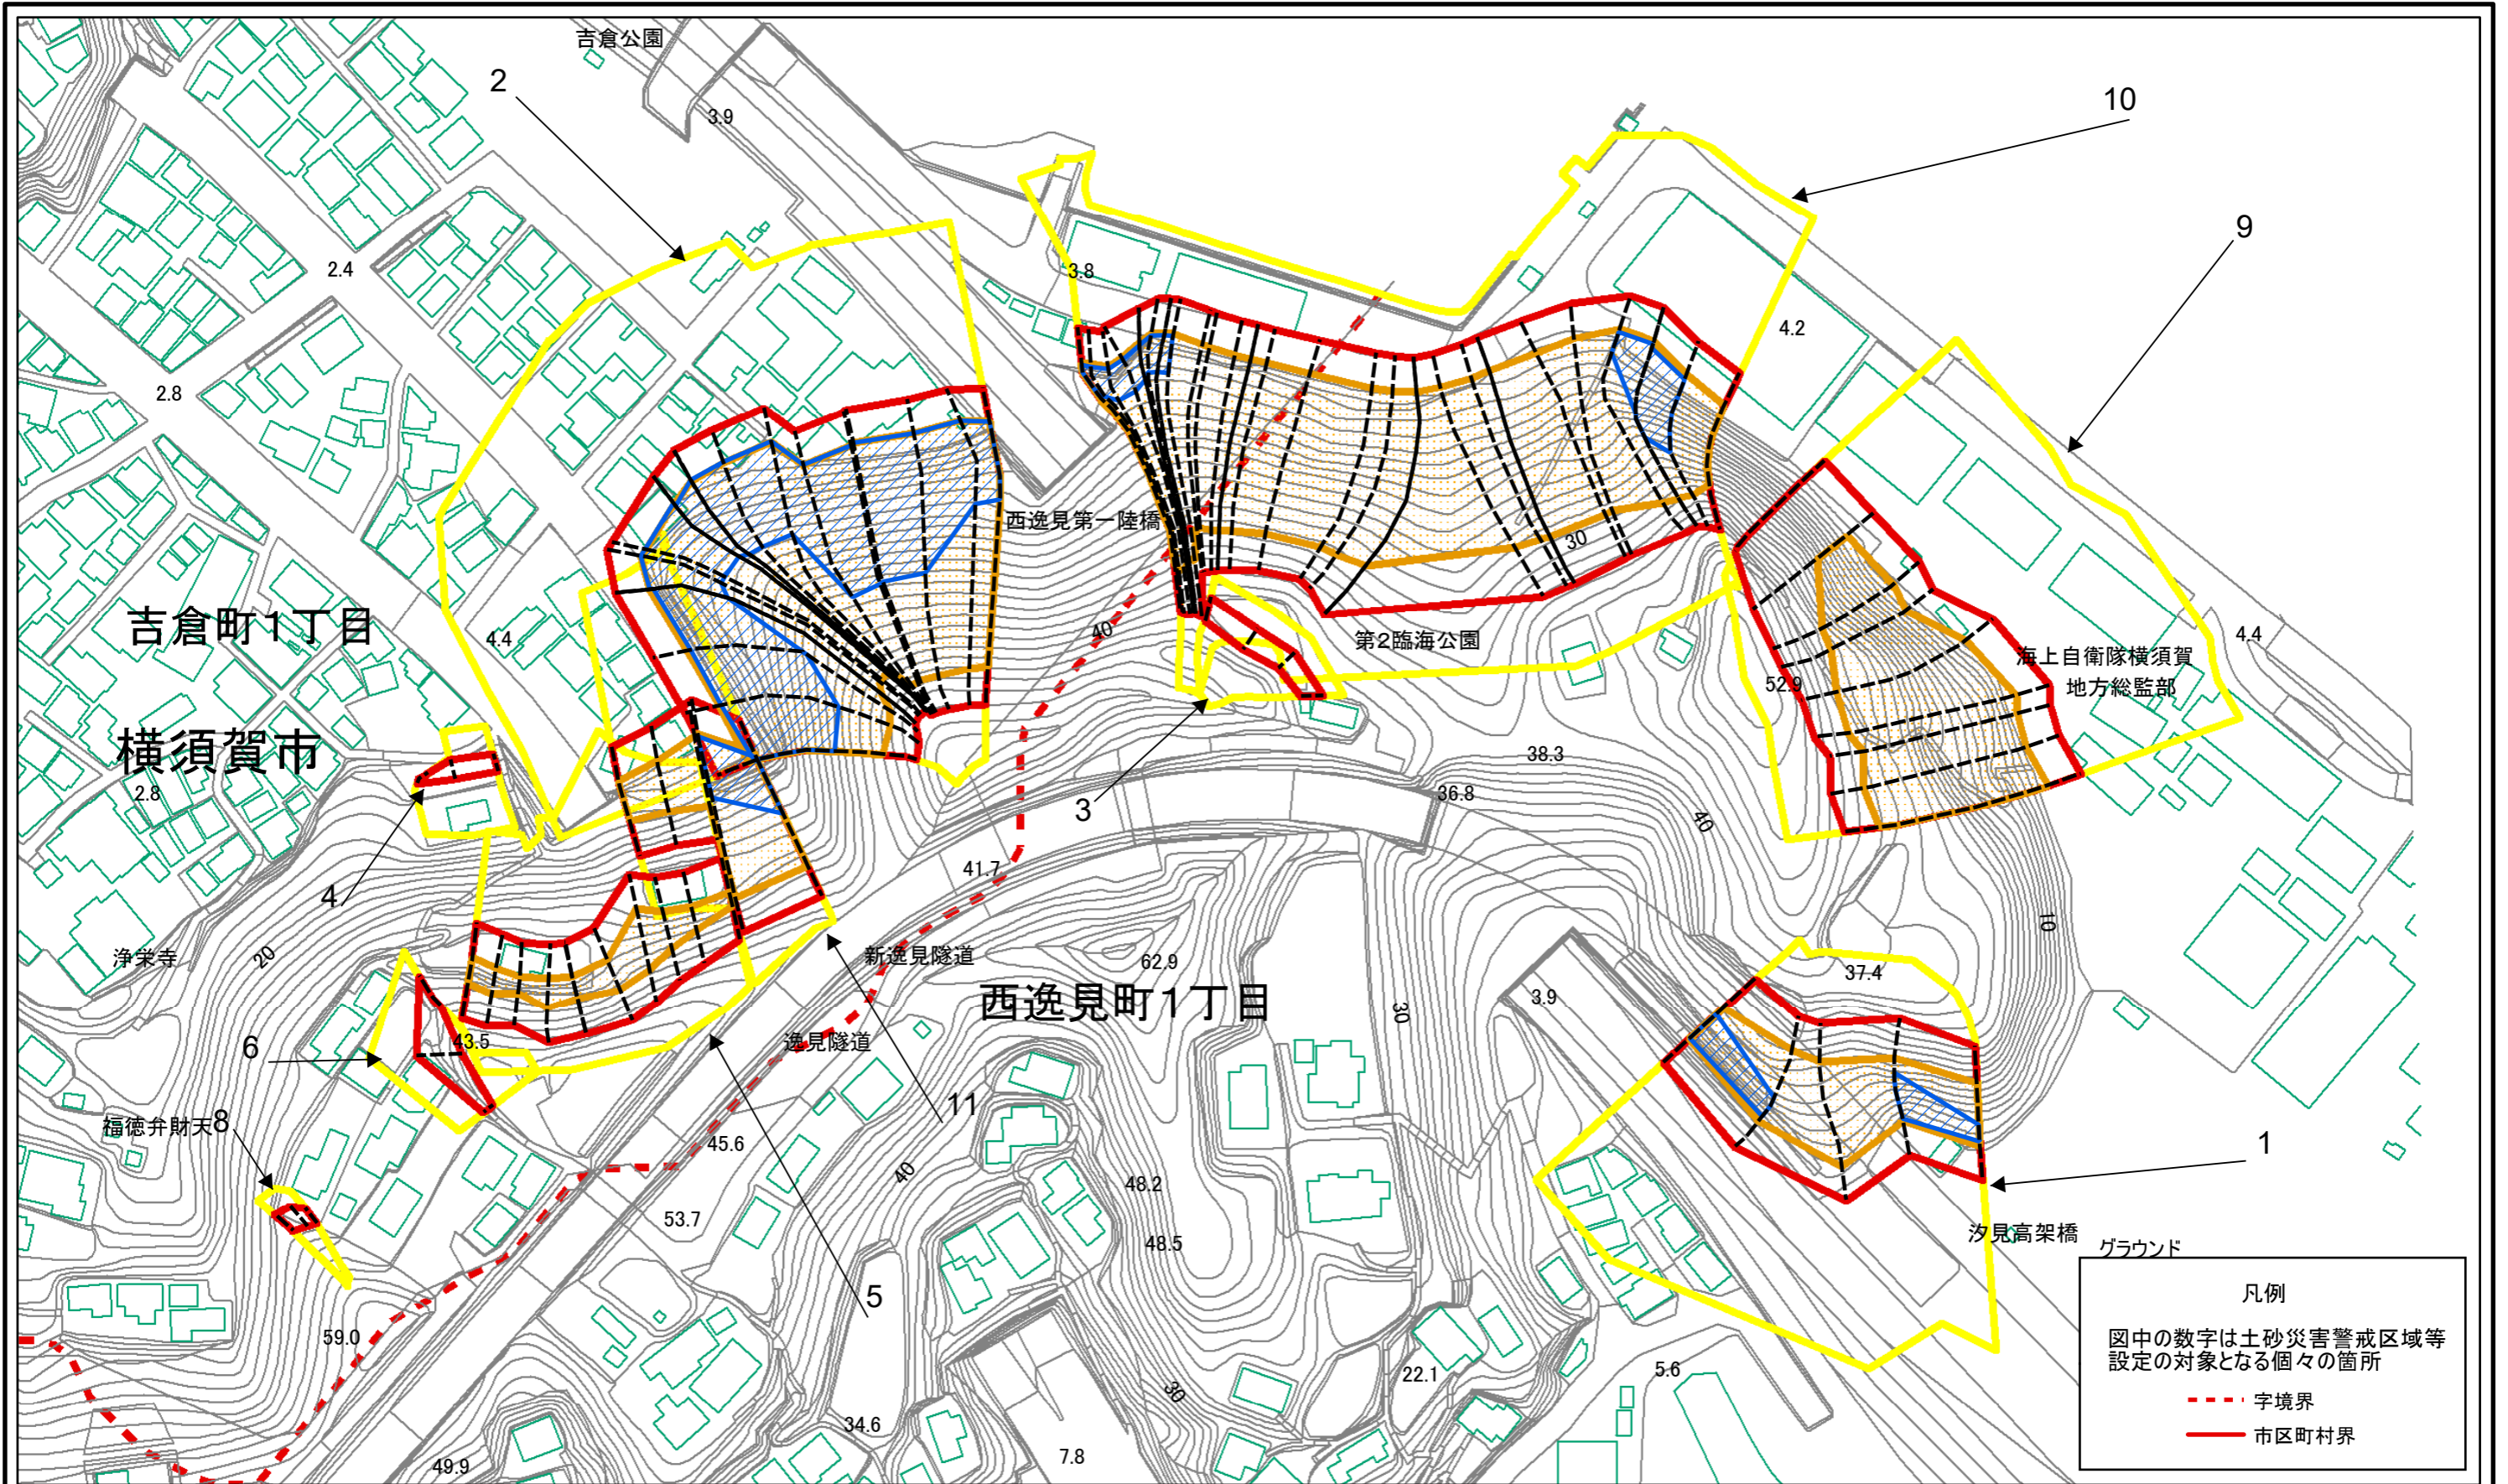 吉倉公園
2
3.9
10
9
2.4
3.8
4.2
2.8
西逸見第一陸橋
30
吉倉町1丁目
4.4
40
第2臨海公園
4.4
海上自衛隊横須賀
地方総監部
52.9
横須賀市
2.8
3
38.3
36.8
40
4
41.7
10
浄栄寺
20
新逸見隧道
62.9
37.4
西逸見町1丁目
3.9
30
6
43.5
逸見隧道
11
福徳弁財天
8
45.6
40
48.2
1
53.7
48.5
汐見高架橋
グラウンド
5
59.0
22.1
5.6
30
34.6
49.9
7.8
凡例
図中の数字は土砂災害警戒区域等
設定の対象となる個々の箇所
字境界
市区町村界